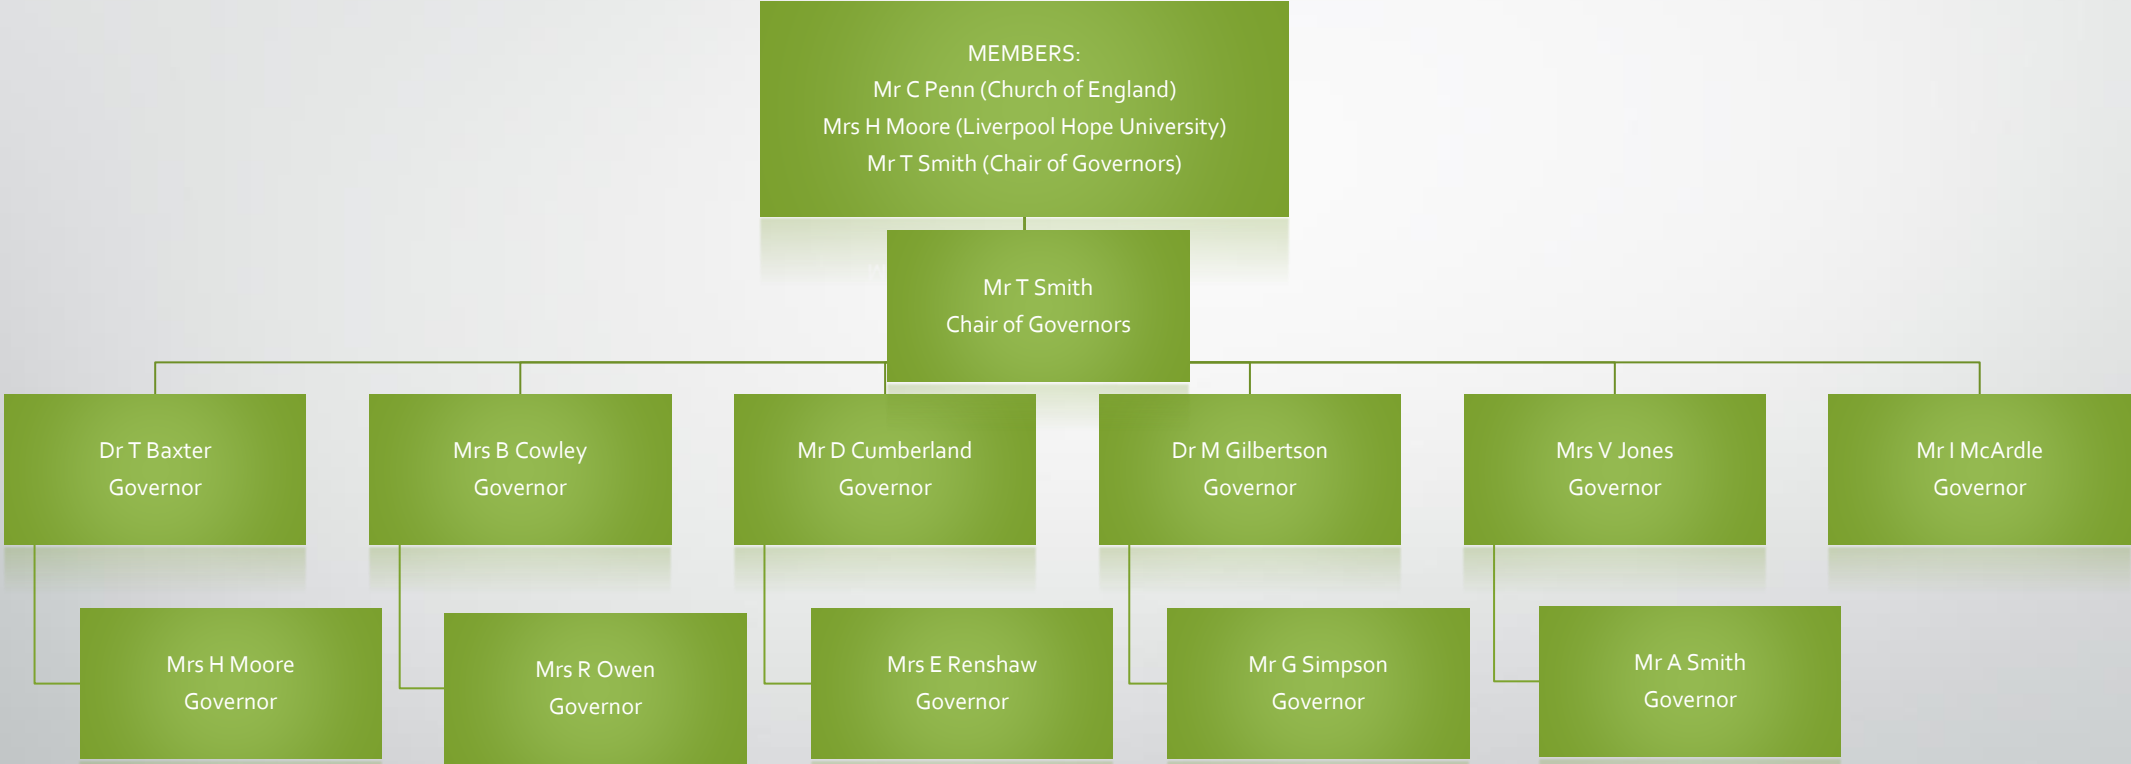 MEMBERS:
Mr C Penn (Church of England)
Mrs H Moore (Liverpool Hope University)
Mr T Smith (Chair of Governors)
Mr T Smith
Chair of Governors
Dr T Baxter
Governor
Mrs B Cowley
Governor
Mr D Cumberland
Governor
Dr M Gilbertson
Governor
Mrs V Jones
Governor
Mr I McArdle
Governor
Mrs H Moore
Governor
Mrs R Owen
Governor
Mrs E Renshaw
Governor
Mr G Simpson
Governor
Mr A Smith
Governor